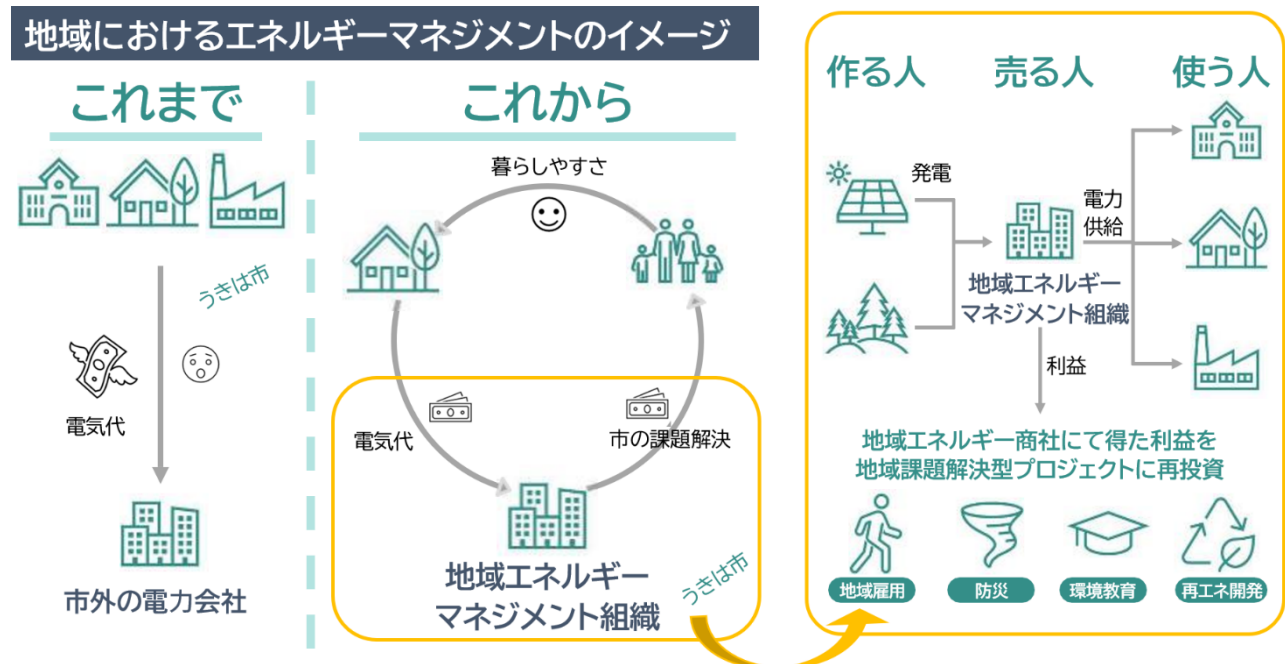 地域におけるエネルギーマネジメントのイメージ
これまで
うきは市
電気代
市外の電力会社
これから
暮らしやすさ
電気代
市の課題解決
地域エネルギー
マネジメント組織
うきは市
作る人
売る人
使う人
発電
電力
供給
地域エネルギー
マネジメント組織
利益
地域エネルギー商社にて得た利益を
地域課題解決型プロジェクトに再投資
地域雇用
防災
環境教育
再エネ開発